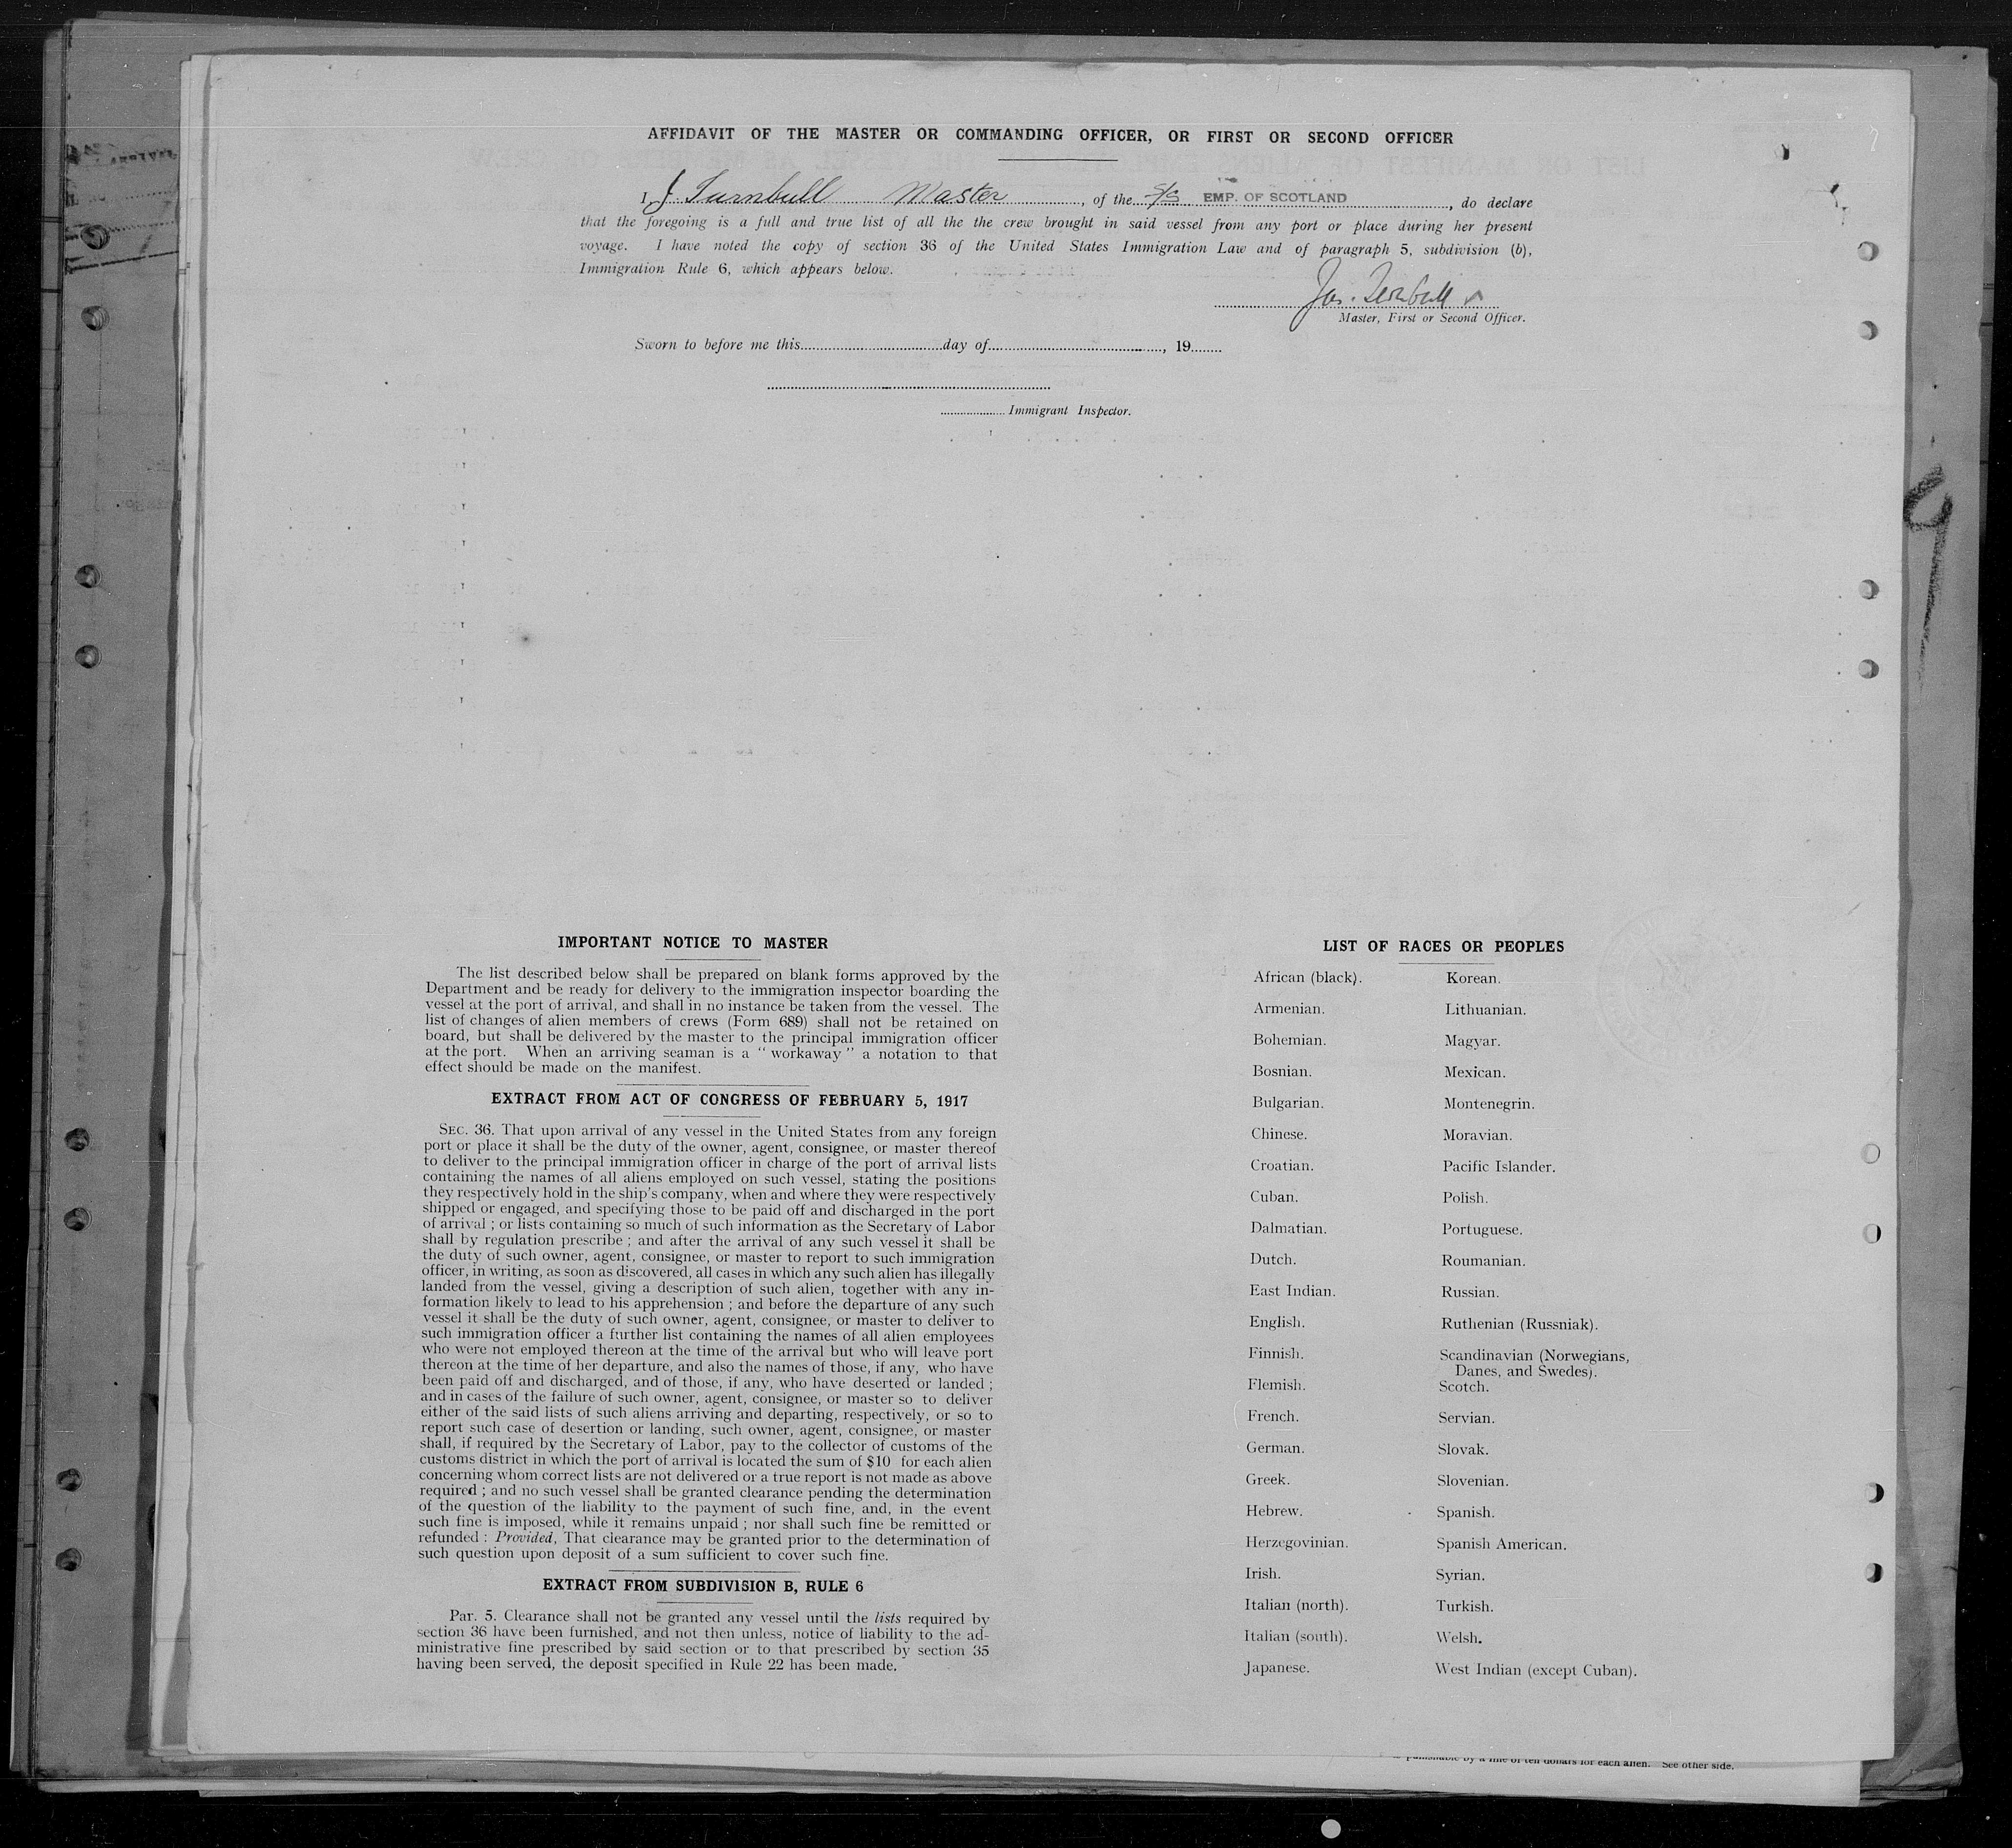 AFFIDAVIT OF THE MASTER OR COMMANDING OFFICER, OR FIRST OR SECOND OFFICER
I, J Turnbull Master, of the S/S EMP. OF SCOTLAND, do declare
that the foregoing is a full and true list of all the the crew brought in said vessel from any port or place during her present
voyage. I have noted the copy of section 36 of the United States Immigration Law and of paragraph 5, subdivision (b),
Immigration Rule 6, which appears below.
Jas. Turnbull
Master, First or Second Officer.
Sworn to before me this day of , 19
Immigrant Inspector.
9
IMPORTANT NOTICE TO MASTER
The list described below shall be prepared on blank forms approved by the
Department and be ready for delivery to the immigration inspector boarding the
vessel at the port of arrival, and shall in no instance be taken from the vessel. The
list of changes of alien members of crews (Form 689) shall not be retained on
board, but shall be delivered by the master to the principal immigration officer
at the port. When an arriving seaman is a “ workaway ” a notation to that
effect should be made on the manifest.
EXTRACT FROM ACT OF CONGRESS OF FEBRUARY 5, 1917
SEC. 36. That upon arrival of any vessel in the United States from any foreign
port or place it shall be the duty of the owner, agent, consignee, or master thereof
to deliver to the principal immigration officer in charge of the port of arrival lists
containing the names of all aliens employed on such vessel, stating the positions
they respectively hold in the ship's company, when and where they were respectively
shipped or engaged, and specifying those to be paid off and discharged in the port
of arrival ; or lists containing so much of such information as the Secretary of Labor
shall by regulation prescribe ; and after the arrival of any such vessel it shall be
the duty of such owner, agent, consignee, or master to report to such immigration
officer, in writing, as soon as discovered, all cases in which any such alien has illegally
landed from the vessel, giving a description of such alien, together with any in-
formation likely to lead to his apprehension ; and before the departure of any such
vessel it shall be the duty of such owner, agent, consignee, or master to deliver to
such immigration officer a further list containing the names of all alien employees
who were not employed thereon at the time of the arrival but who will leave port
thereon at the time of her departure, and also the names of those, if any, who have
been paid off and discharged, and of those, if any, who have deserted or landed ;
and in cases of the failure of such owner, agent, consignee, or master so to deliver
either of the said lists of such aliens arriving and departing, respectively, or so to
report such case of desertion or landing, such owner, agent, consignee, or master
shall, if required by the Secretary of Labor, pay to the collector of customs of the
customs district in which the port of arrival is located the sum of $10 for each alien
concerning whom correct lists are not delivered or a true report is not made as above
required ; and no such vessel shall be granted clearance pending the determination
of the question of the liability to the payment of such fine, and, in the event
such fine is imposed, while it remains unpaid ; nor shall such fine be remitted or
refunded : Provided, That clearance may be granted prior to the determination of
such question upon deposit of a sum sufficient to cover such fine.
EXTRACT FROM SUBDIVISION B, RULE 6
Par. 5. Clearance shall not be granted any vessel until the lists required by
section 36 have been furnished, and not then unless, notice of liability to the ad-
ministrative fine prescribed by said section or to that prescribed by section 35
having been served, the deposit specified in Rule 22 has been made.
LIST OF RACES OR PEOPLES
African (black). Korean.
Armenian. Lithuanian.
Bohemian. Magyar.
Bosnian. Mexican.
Bulgarian. Montenegrin.
Chinese. Moravian.
Croatian. Pacific Islander.
Cuban. Polish.
Dalmatian. Portuguese.
Dutch. Roumanian.
East Indian. Russian.
English. Ruthenian (Russniak).
Finnish. Scandinavian (Norwegians,
Danes, and Swedes).
Flemish. Scotch.
French. Servian.
German. Slovak.
Greek. Slovenian.
Hebrew. Spanish.
Herzegovinian. Spanish American.
Irish. Syrian.
Italian (north). Turkish.
Italian (south). Welsh.
Japanese. West Indian (except Cuban).
punishable by a fine of ten dollars for each alien. See other side.